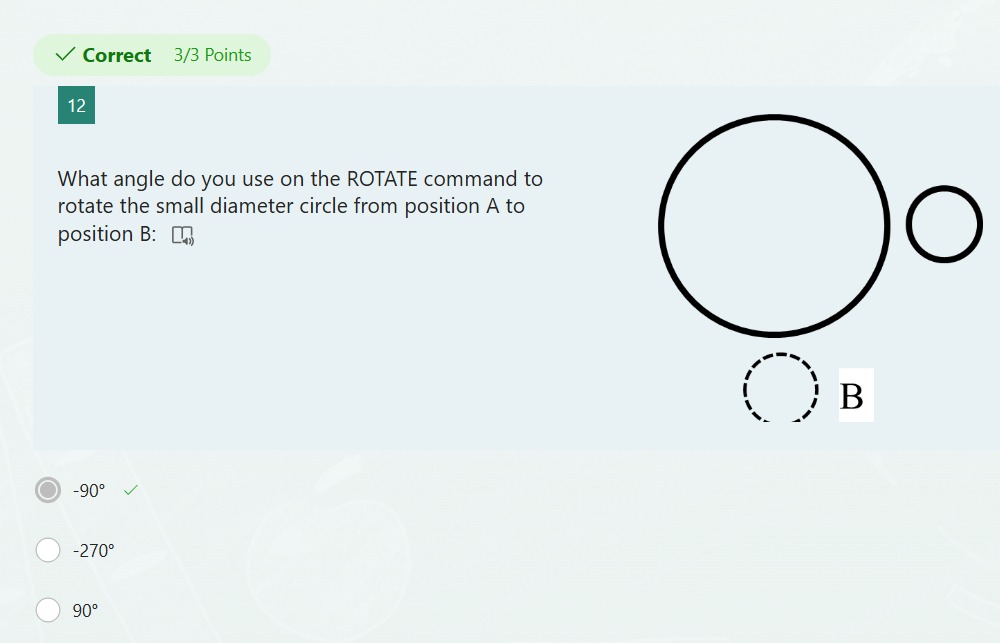 Correct 3/3 Points
12
What angle do you use on the ROTATE command to
rotate the small diameter circle from position A to
position B:
B
-90°
-270°
90°